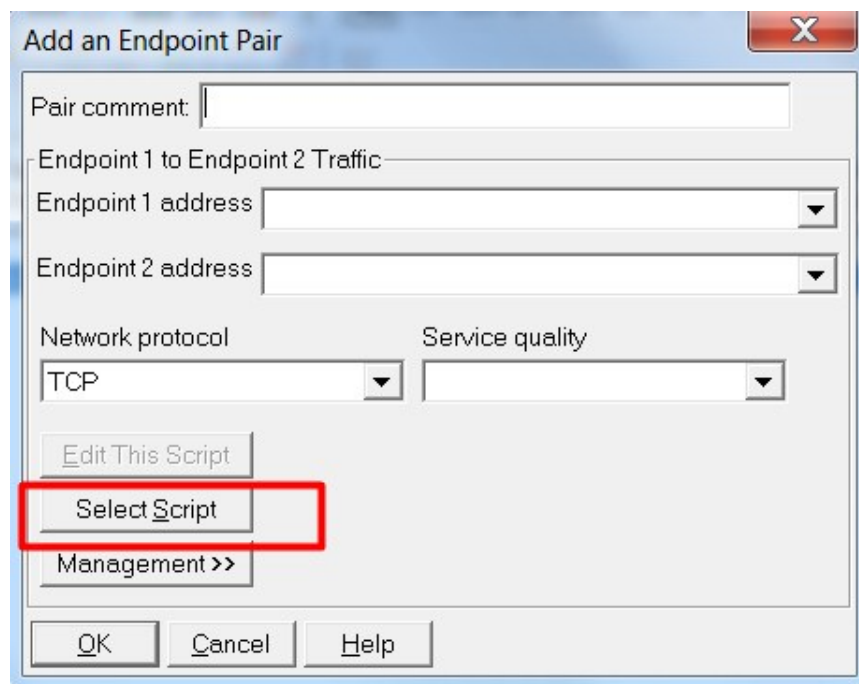 Add an Endpoint Pair
X
Pair comment:
Endpoint 1 to Endpoint 2 Traffic
Endpoint 1 address
Endpoint 2 address
Network protocol Service quality
TCP
Edit This Script
Select Script
Management >>
OK Cancel Help